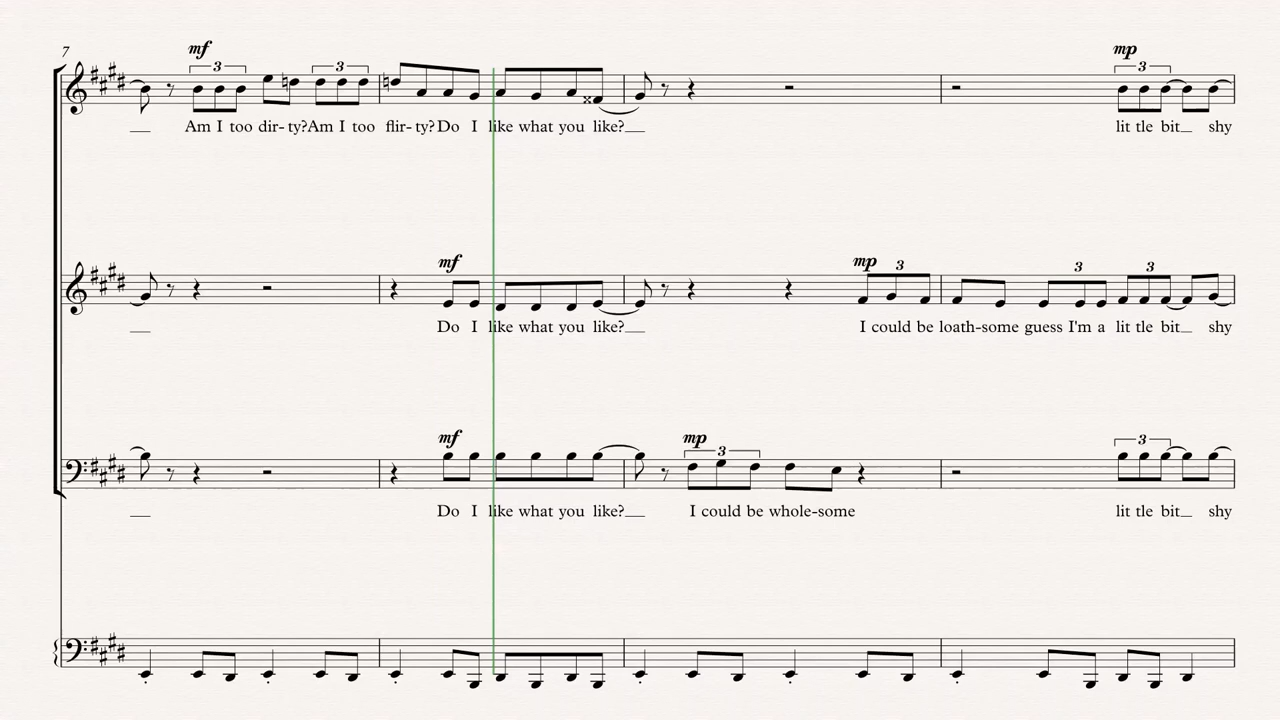 7
mf
3 3
Am I too dir- ty?Am I too flir- ty?Do I like what you like?
mp
3
lit tle bit shy
mf
Do I like what you like?
mp
3 3 3
I could be loath-some guess I'm a lit tle bit shy
mf
Do I like what you like?
mp
3
I could be whole-some
3
lit tle bit shy